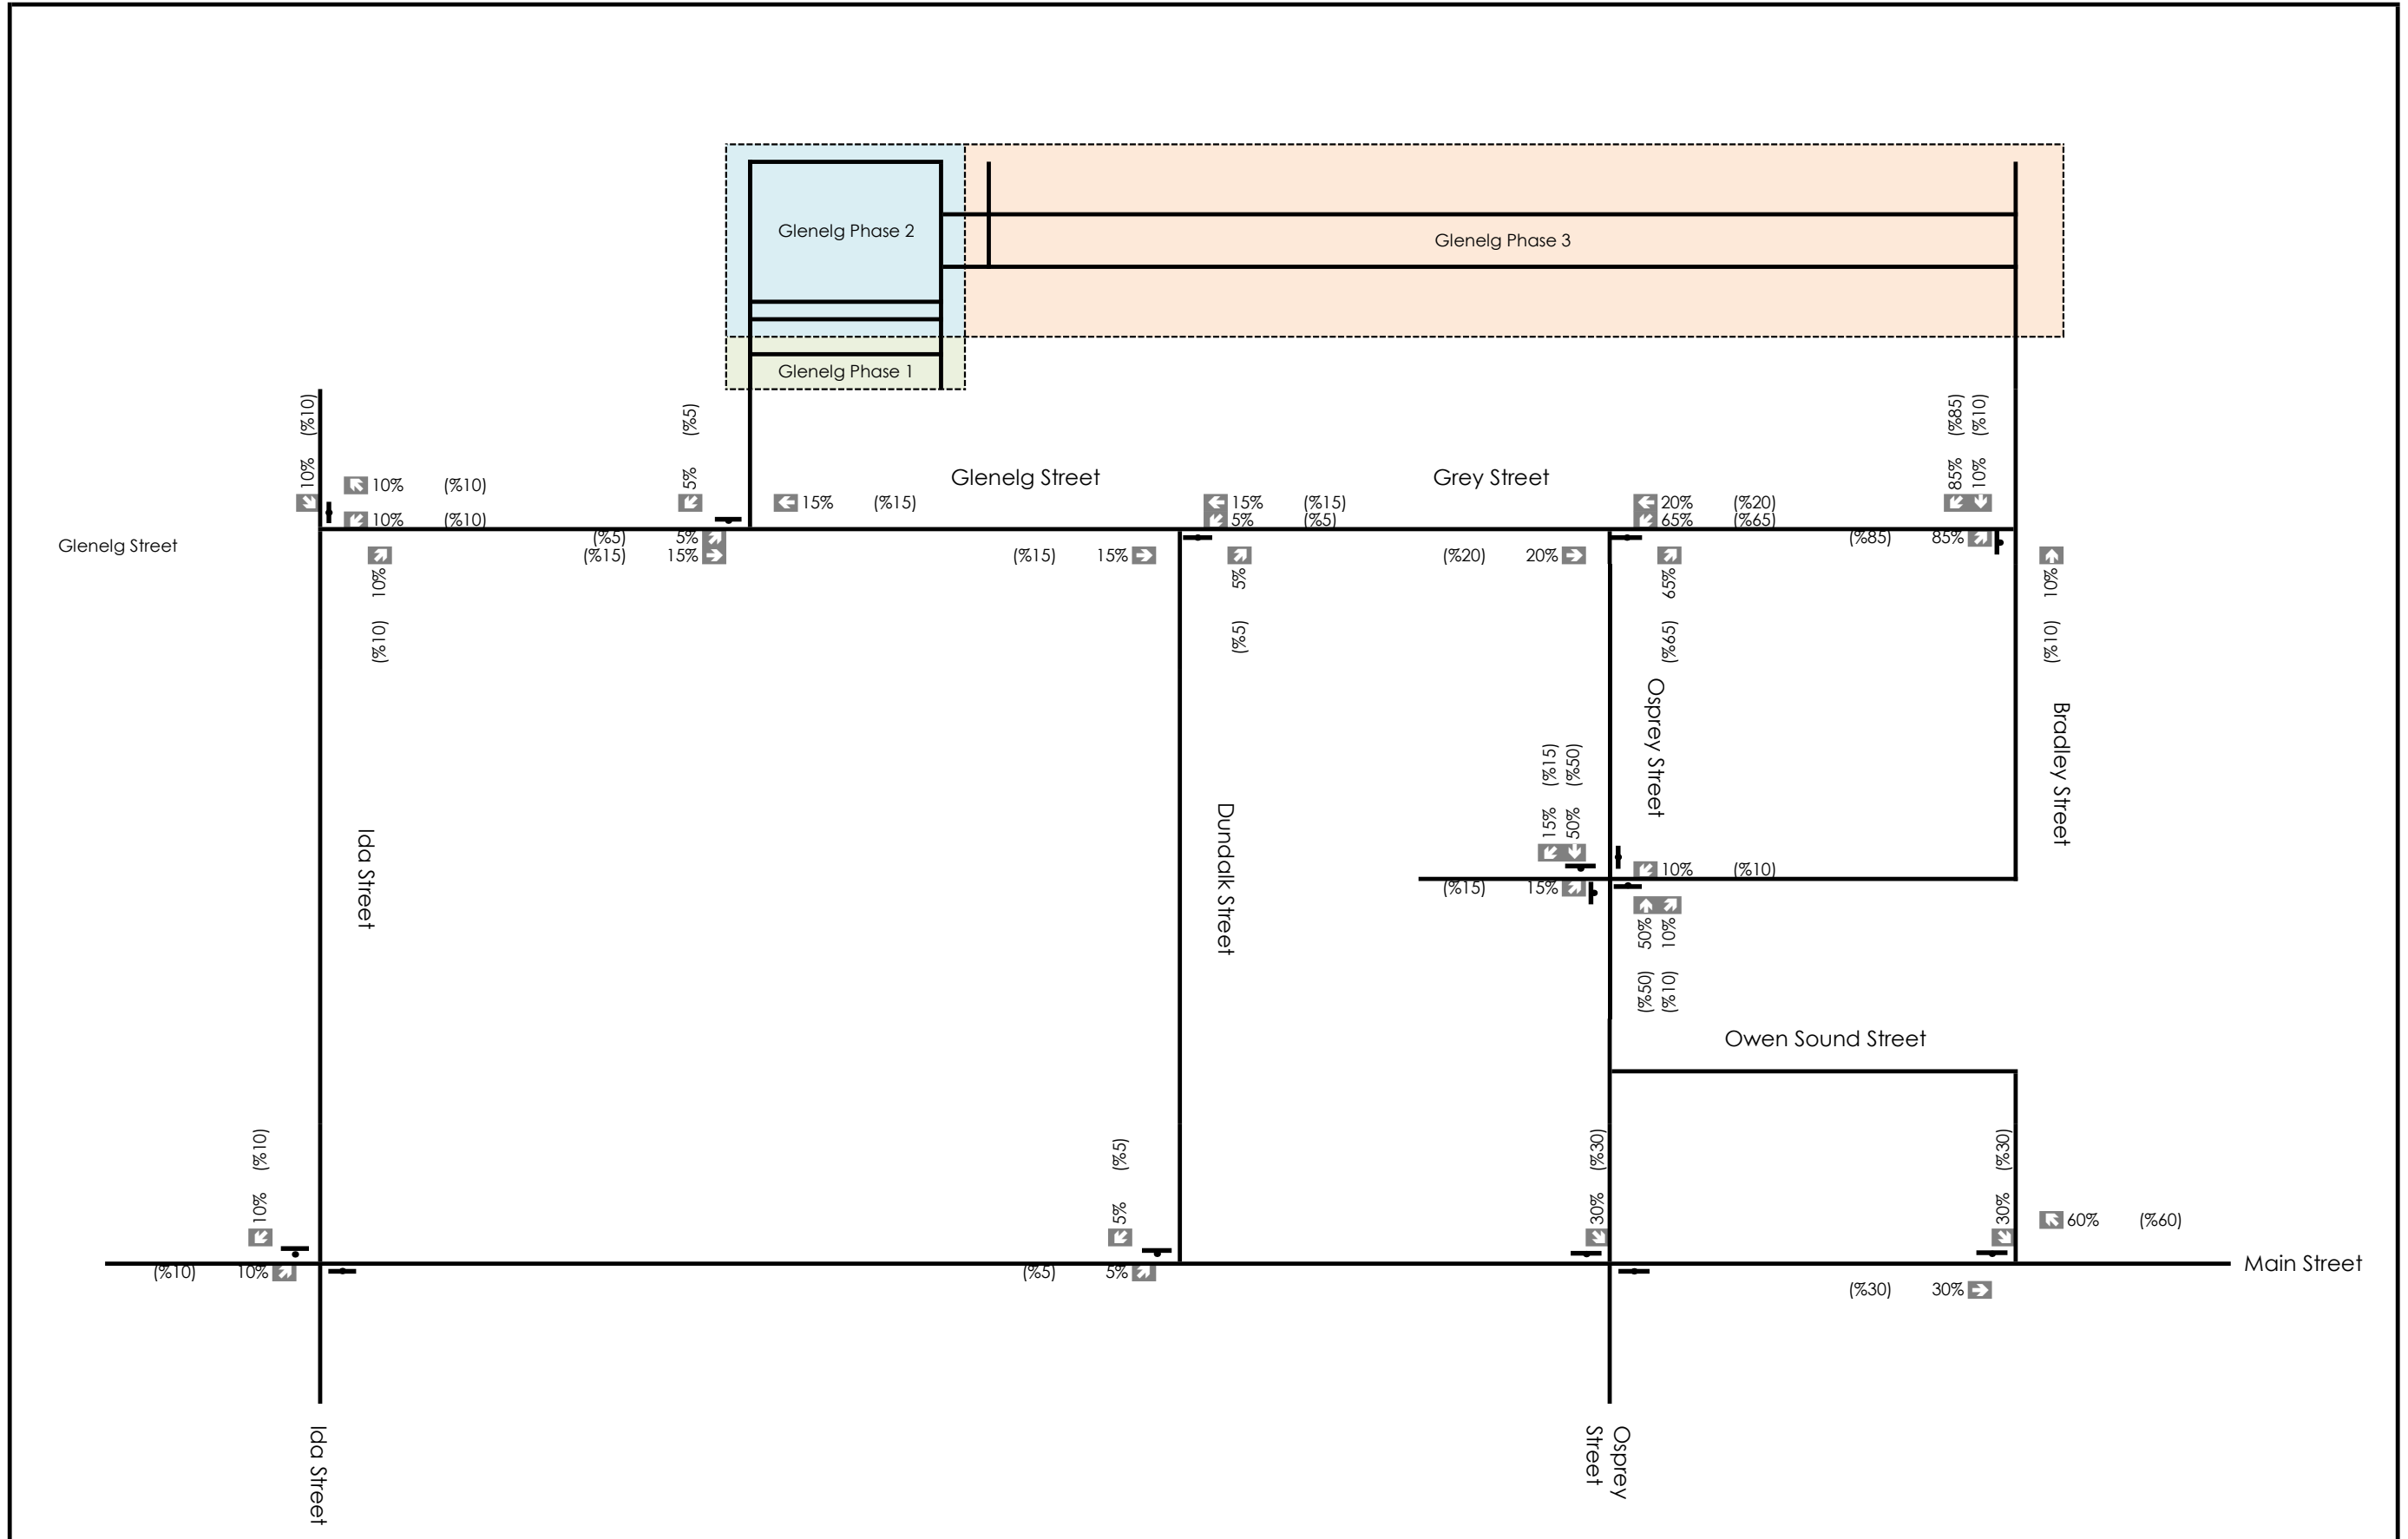 Glenelg Phase 2
Glenelg Phase 3
Glenelg Phase 1
10% (%10)
5% (%5)
85% (%85)
10% (%10)
Glenelg Street
Grey Street
10% (%10)
10% (%10)
15% (%15)
15% (%15)
5% (%5)
20% (%20)
65% (%65)
Glenelg Street
(%5) 5%
(%15) 15%
(%15) 15%
(%20) 20%
(%85) 85%
10% (%10)
5% (%5)
65% (%65)
10% (%10)
Ida Street
Dundalk Street
Osprey Street
Bradley Street
15% (%15)
50% (%50)
10% (%10)
(%15) 15%
50% (%50)
10% (%10)
Owen Sound Street
10% (%10)
5% (%5)
30% (%30)
30% (%30)
60% (%60)
(%10) 10%
(%5) 5%
Main Street
(%30) 30%
Ida Street
Osprey
Street